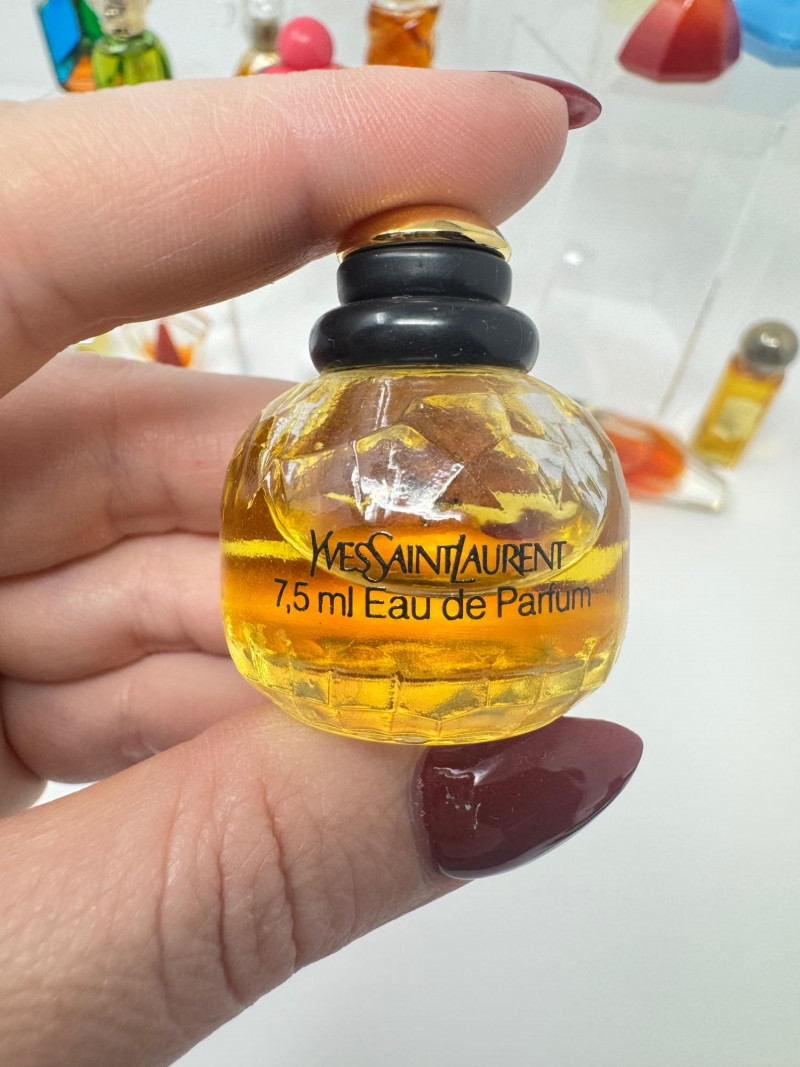 YVESSAINTLAURENT
7,5 ml Eau de Parfum